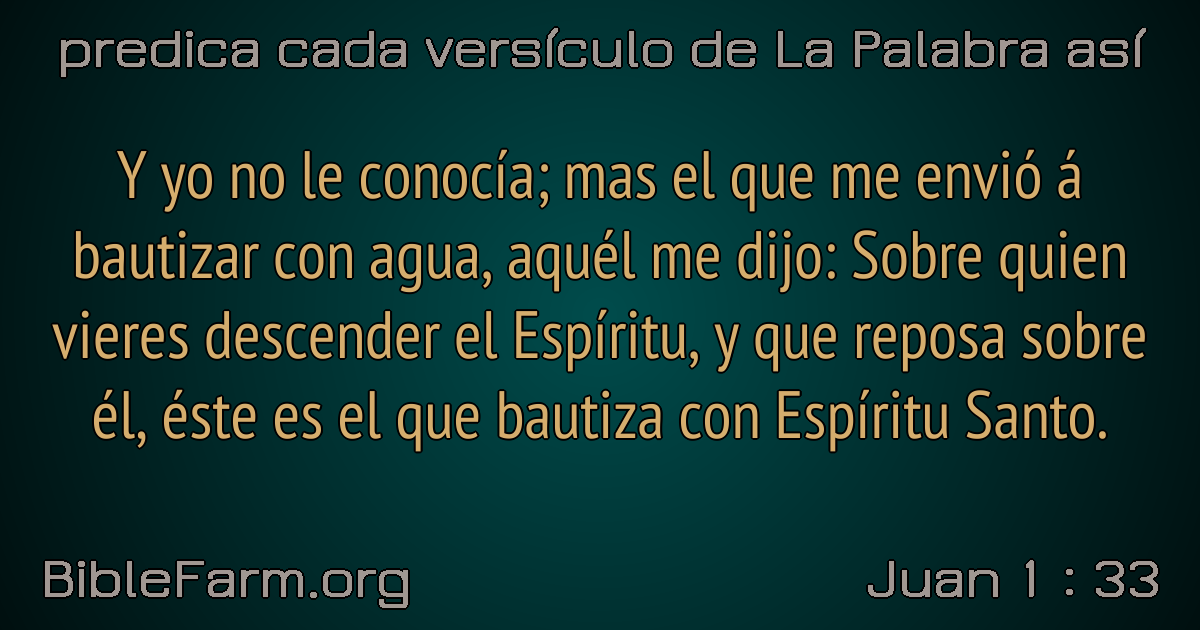 predica cada versículo de La Palabra así
Y yo no le conocía; mas el que me envió á
bautizar con agua, aquél me dijo: Sobre quien
vieres descender el Espíritu, y que reposa sobre
él, éste es el que bautiza con Espíritu Santo.
BibleFarm.org
Juan 1 : 33